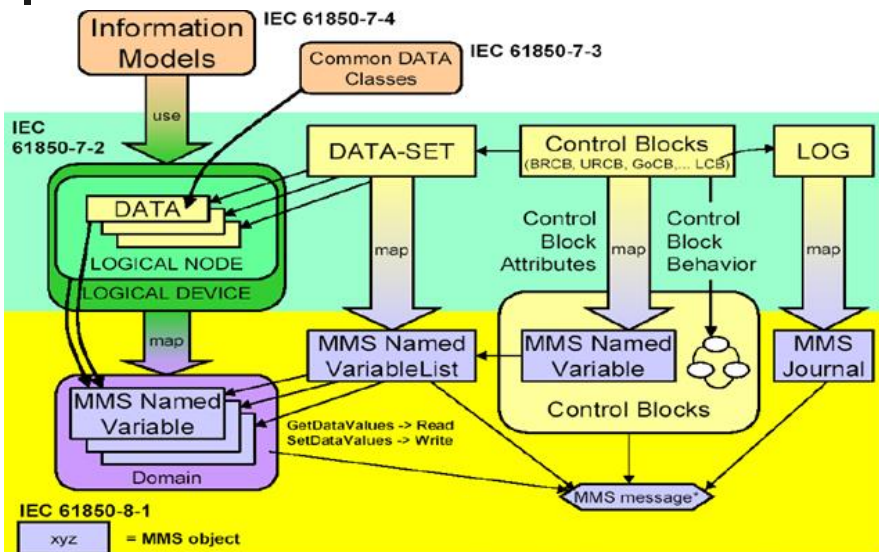 Information
Models
IEC 61850-7-4
Common DATA
Classes
IEC 61850-7-3
use
IEC
61850-7-2
DATA-SET
Control Blocks
(BRCB, URCB, GoCB,... LCB)
LOG
DATA
LOGICAL NODE
LOGICAL DEVICE
map
Control
Block
Attributes
map
Control
Block
Behavior
map
map
MMS Named
VariableList
MMS Named
Variable
MMS
Journal
MMS Named
Variable
Control Blocks
GetDataValues -> Read
SetDataValues -> Write
Domain
MMS message*
IEC 61850-8-1
xyz
= MMS object